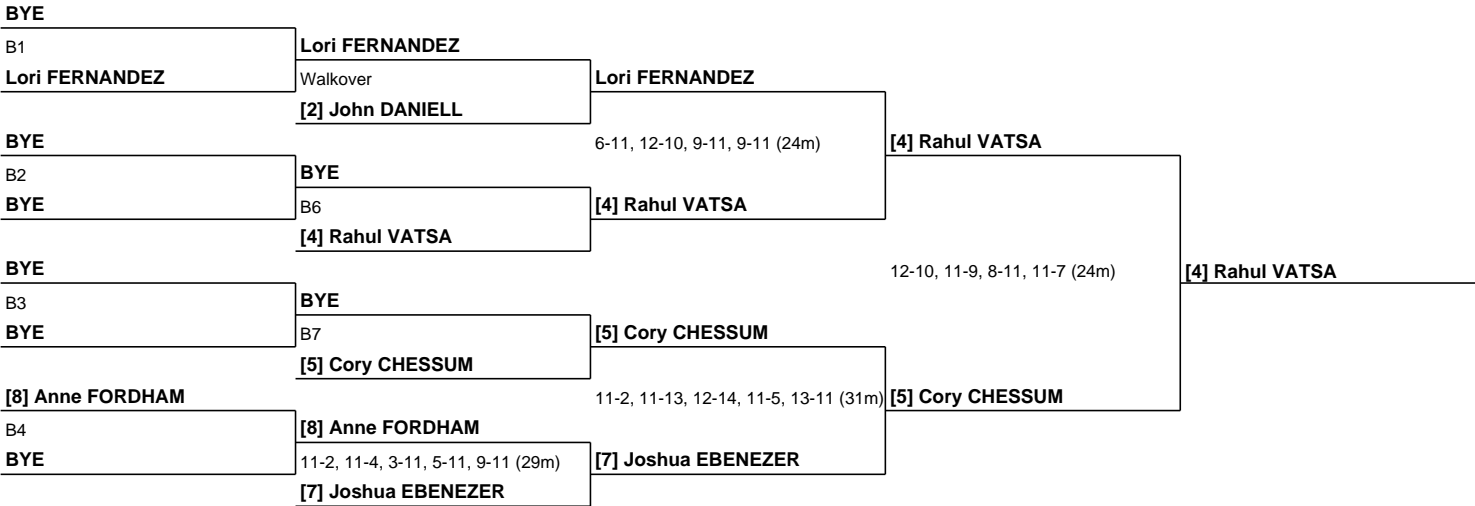 BYE
B1
Lori FERNANDEZ
Lori FERNANDEZ
Walkover
[2] John DANIELL
Lori FERNANDEZ
BYE
B2
BYE
BYE
B6
[4] Rahul VATSA
6-11, 12-10, 9-11, 9-11 (24m)
[4] Rahul VATSA
[4] Rahul VATSA
BYE
B3
BYE
BYE
B7
[5] Cory CHESSUM
[5] Cory CHESSUM
12-10, 11-9, 8-11, 11-7 (24m)
[4] Rahul VATSA
[8] Anne FORDHAM
B4
BYE
[8] Anne FORDHAM
11-2, 11-4, 3-11, 5-11, 9-11 (29m)
[7] Joshua EBENEZER
11-2, 11-13, 12-14, 11-5, 13-11 (31m)
[7] Joshua EBENEZER
[5] Cory CHESSUM